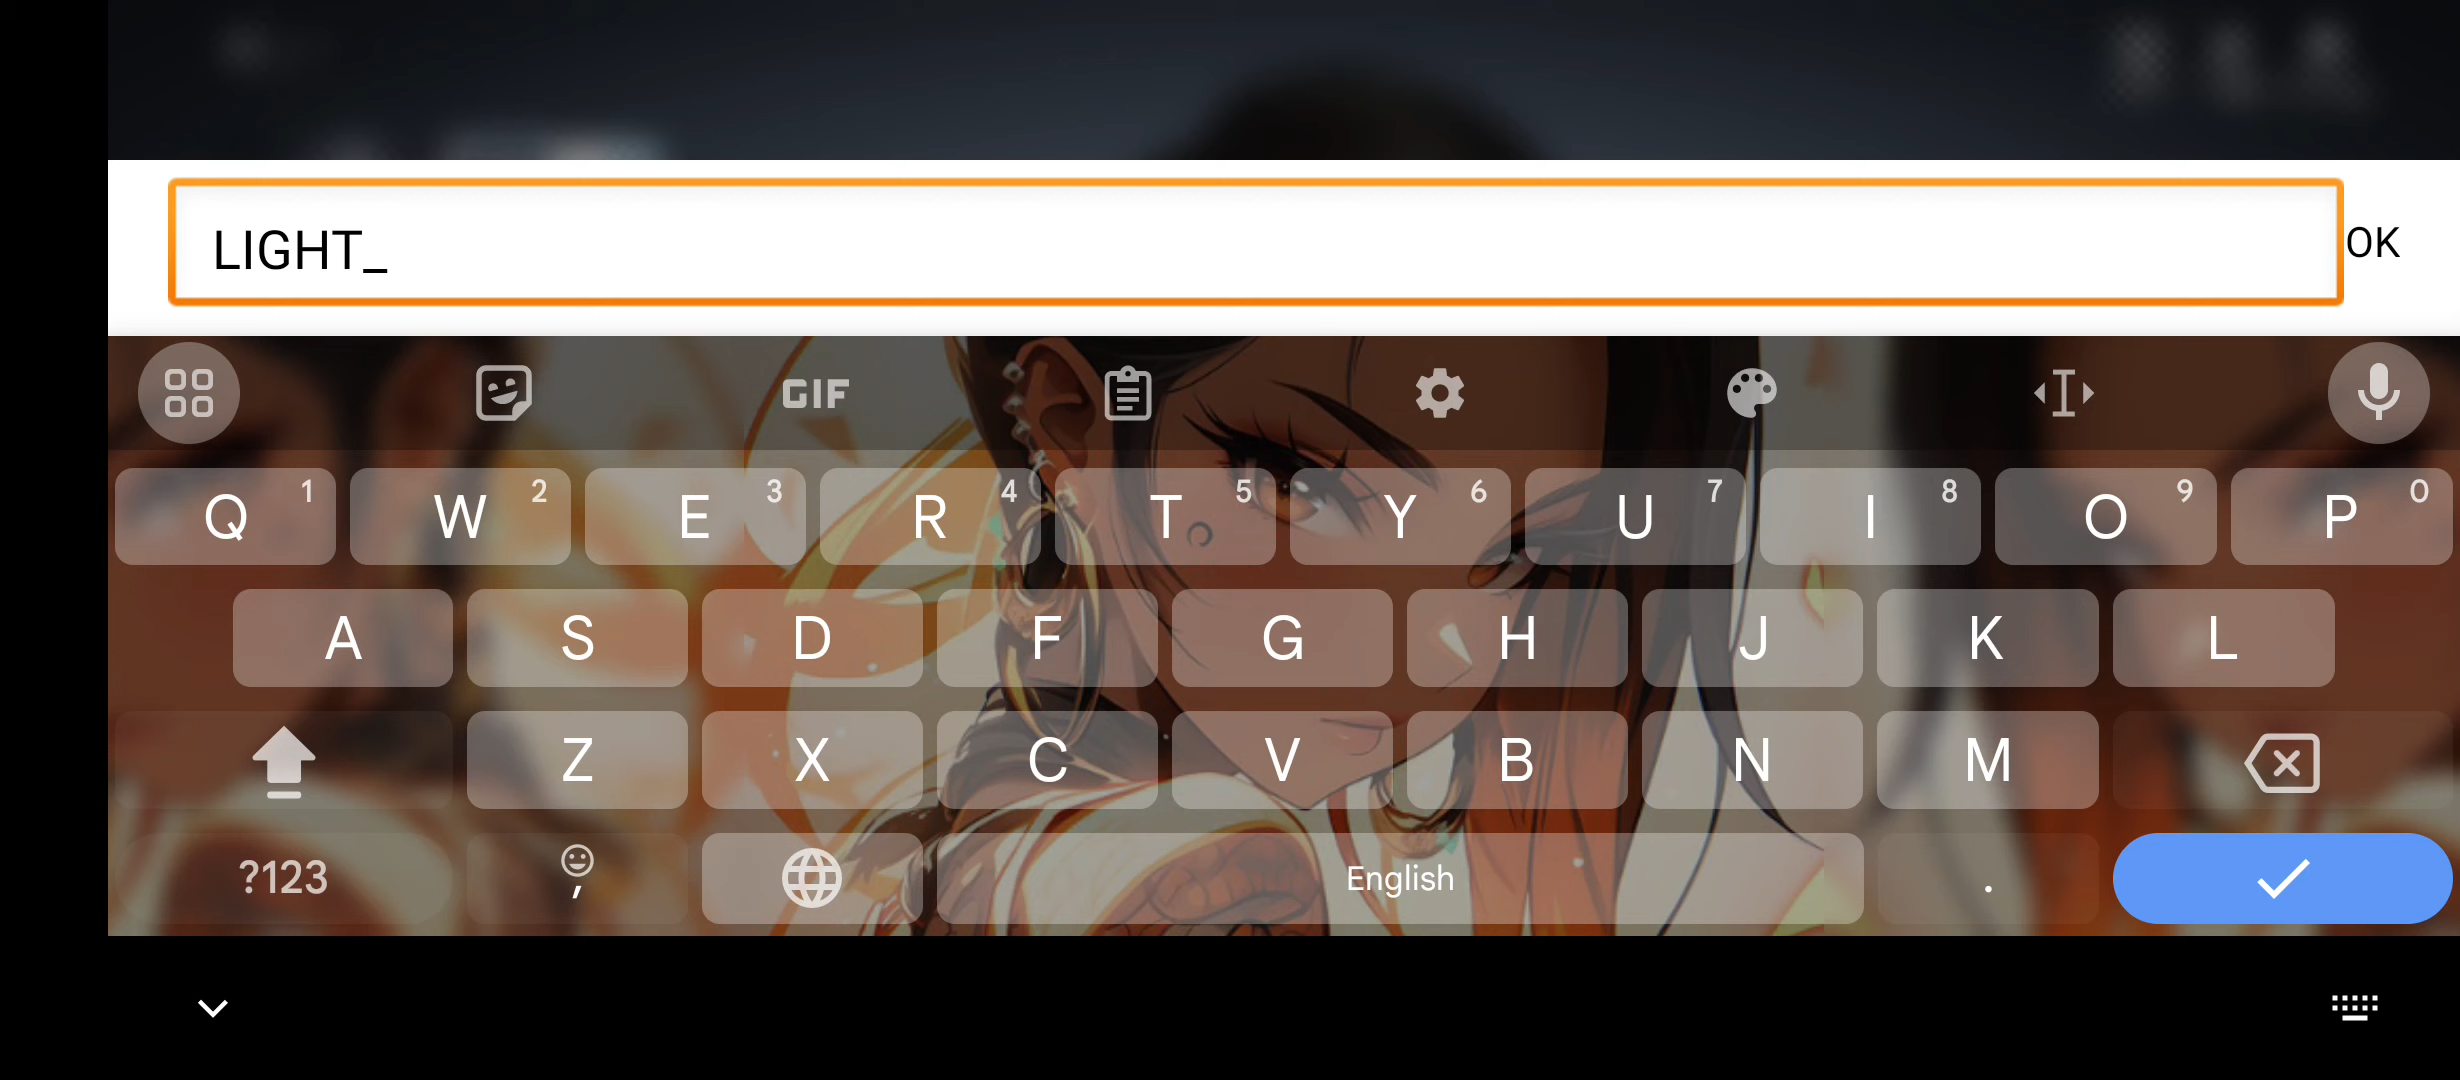 LIGHT_
OK
GIF
Q 1 W 2 E 3 R 4 T 5 Y 6 U 7 I 8 O 9 P 0
A S D F G H J K L
Z X C V B N M
?123 , English .